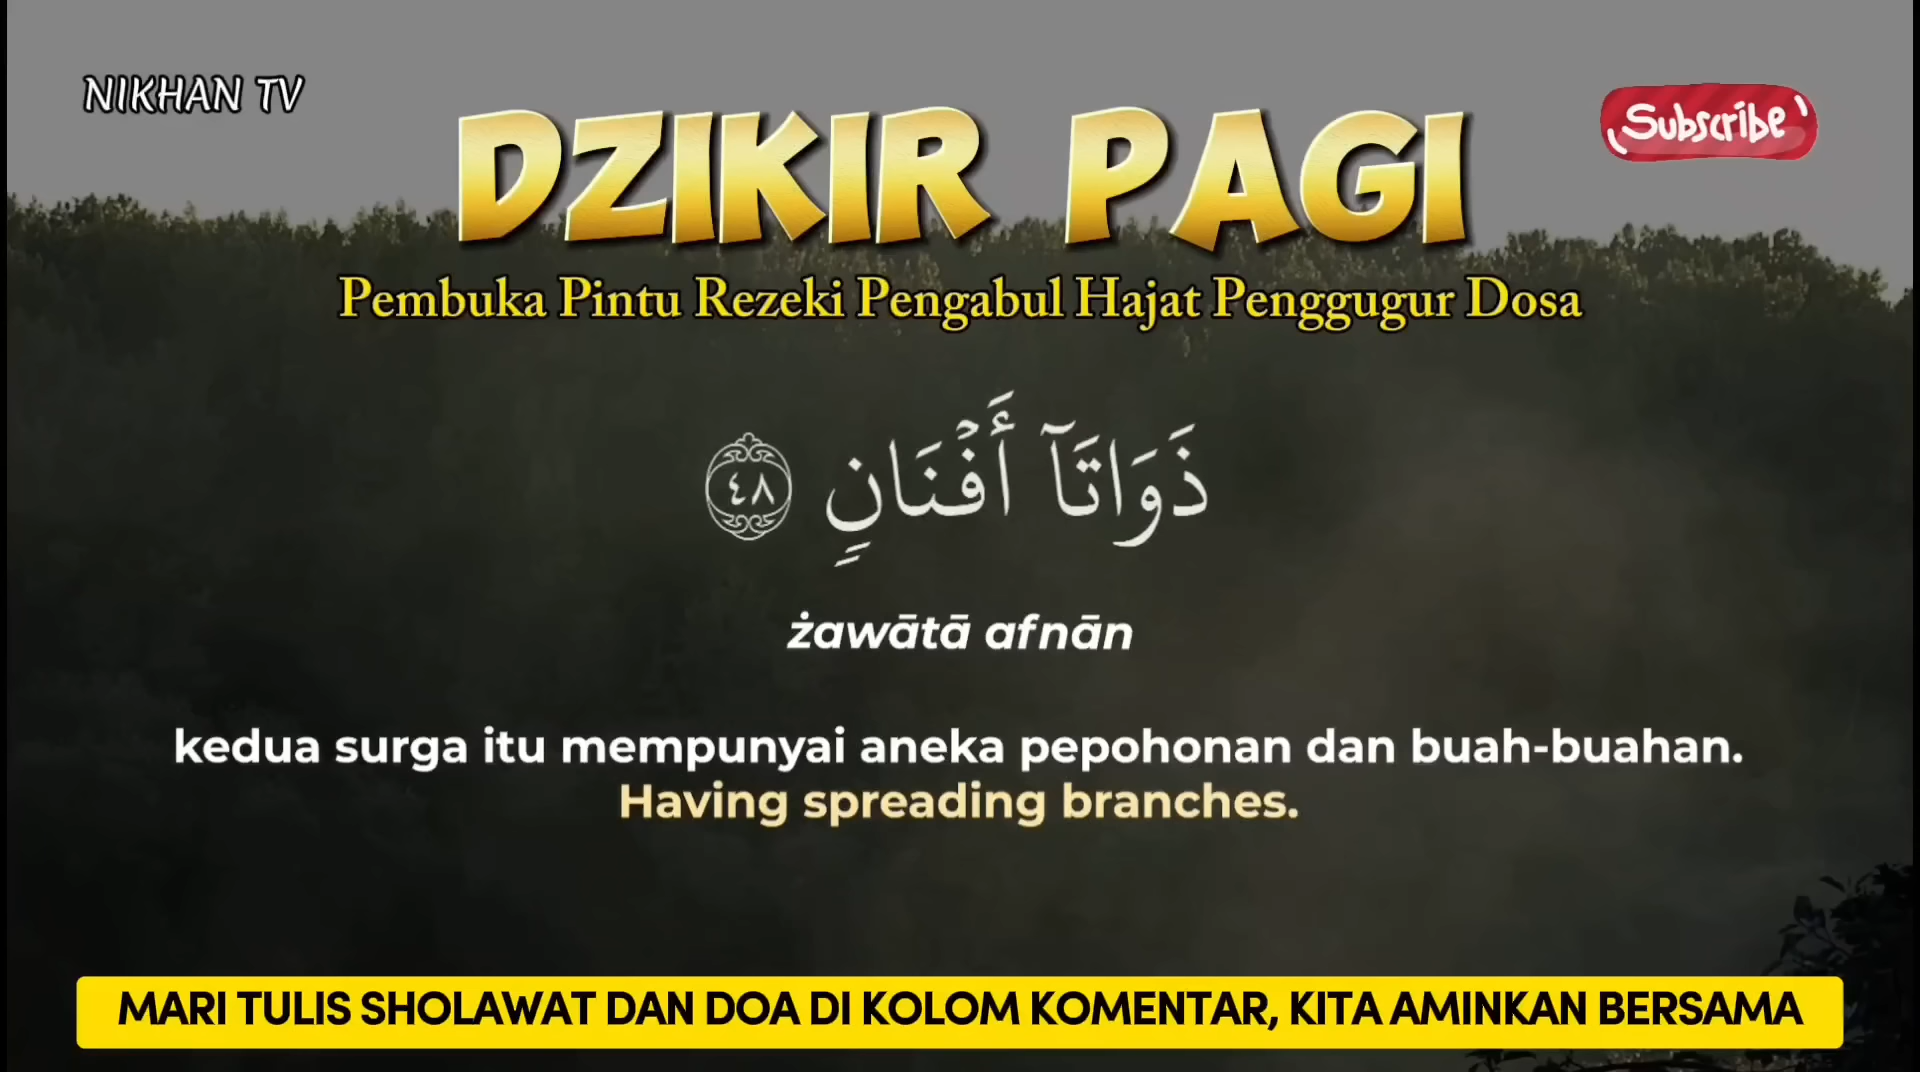 NIKHAN TV
Subscribe
DZIKIR PAGI
Pembuka Pintu Rezeki Pengabul Hajat Penggugur Dosa
ذَوَاتَآ أَفْنَانٍ ٤٨
żawātā afnān
kedua surga itu mempunyai aneka pepohonan dan buah-buahan.
Having spreading branches.
MARI TULIS SHOLAWAT DAN DOA DI KOLOM KOMENTAR, KITA AMINKAN BERSAMA